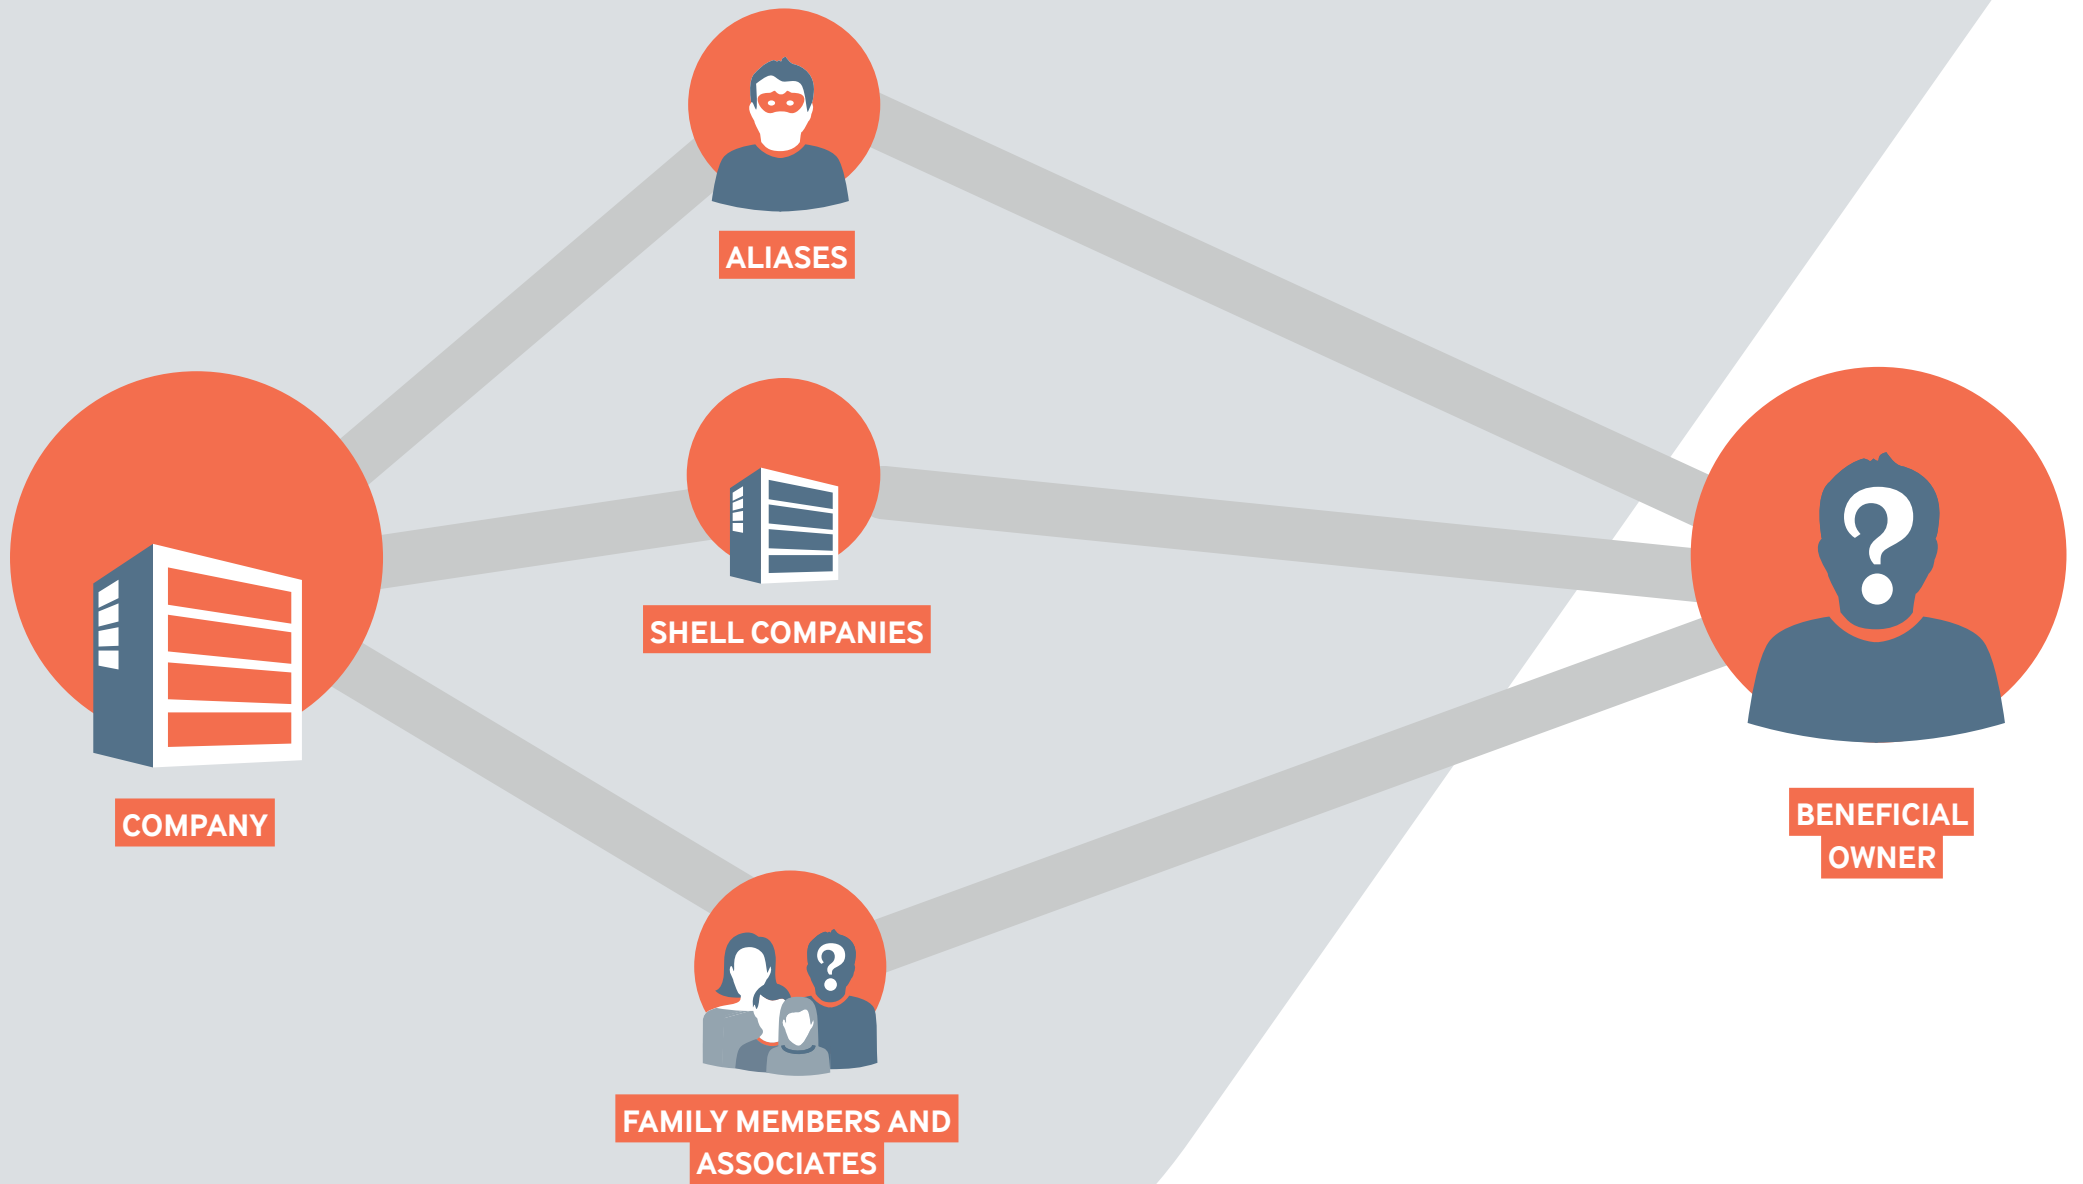 ALIASES
SHELL COMPANIES
COMPANY
BENEFICIAL
OWNER
FAMILY MEMBERS AND
ASSOCIATES